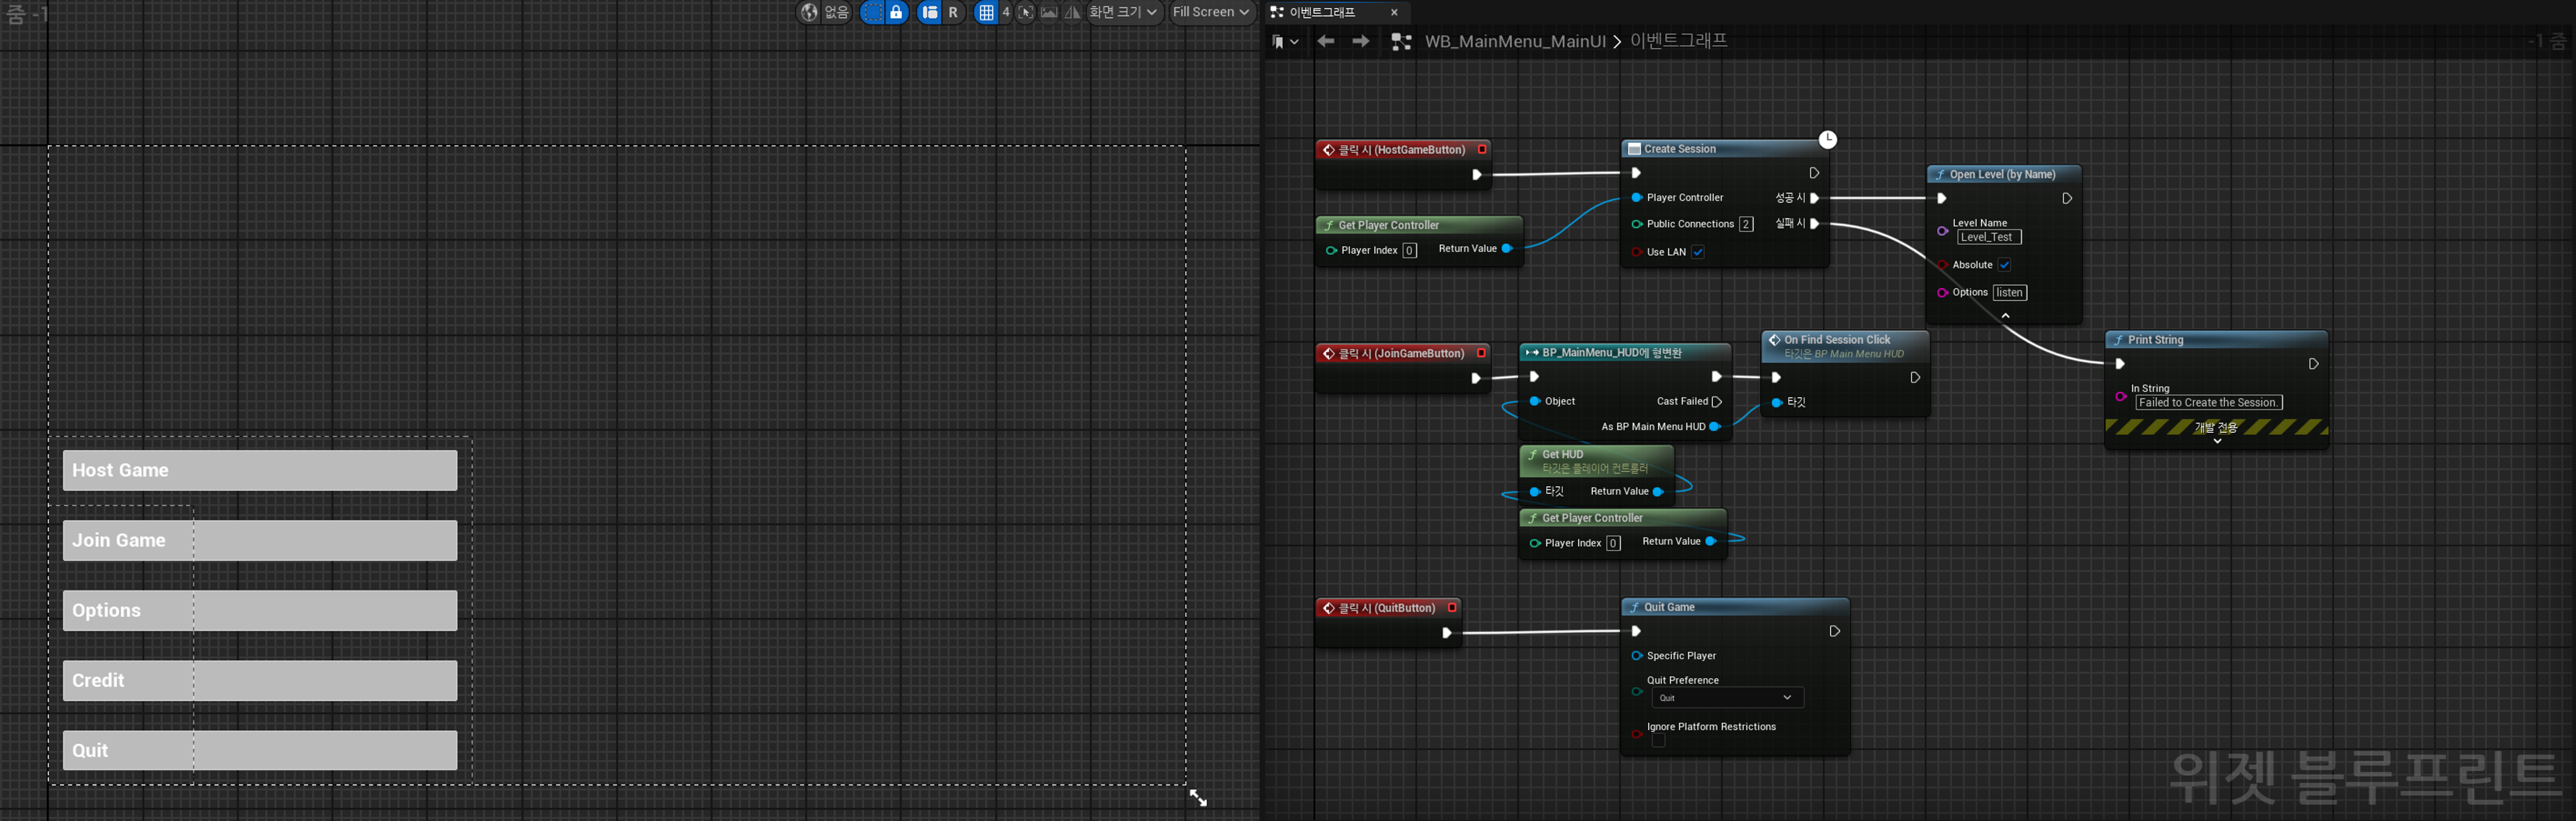 줌 -1
없음
R
4
화면 크기
Fill Screen
Host Game
Join Game
Options
Credit
Quit
이벤트그래프
WB_MainMenu_MainUI > 이벤트그래프
-1 줌
클릭 시 (HostGameButton)
Get Player Controller
Player Index 0
Return Value
Create Session
Player Controller
성공 시
Public Connections 2
실패 시
Use LAN
Open Level (by Name)
Level Name
Level_Test
Absolute
Options listen
클릭 시 (JoinGameButton)
BP_MainMenu_HUD에 형변환
Object
Cast Failed
As BP Main Menu HUD
On Find Session Click
타깃은 BP Main Menu HUD
타깃
Print String
In String
Failed to Create the Session.
개발 전용
Get HUD
타깃은 플레이어 컨트롤러
타깃
Return Value
Get Player Controller
Player Index 0
Return Value
클릭 시 (QuitButton)
Quit Game
Specific Player
Quit Preference
Quit
Ignore Platform Restrictions
위젯 블루프린트